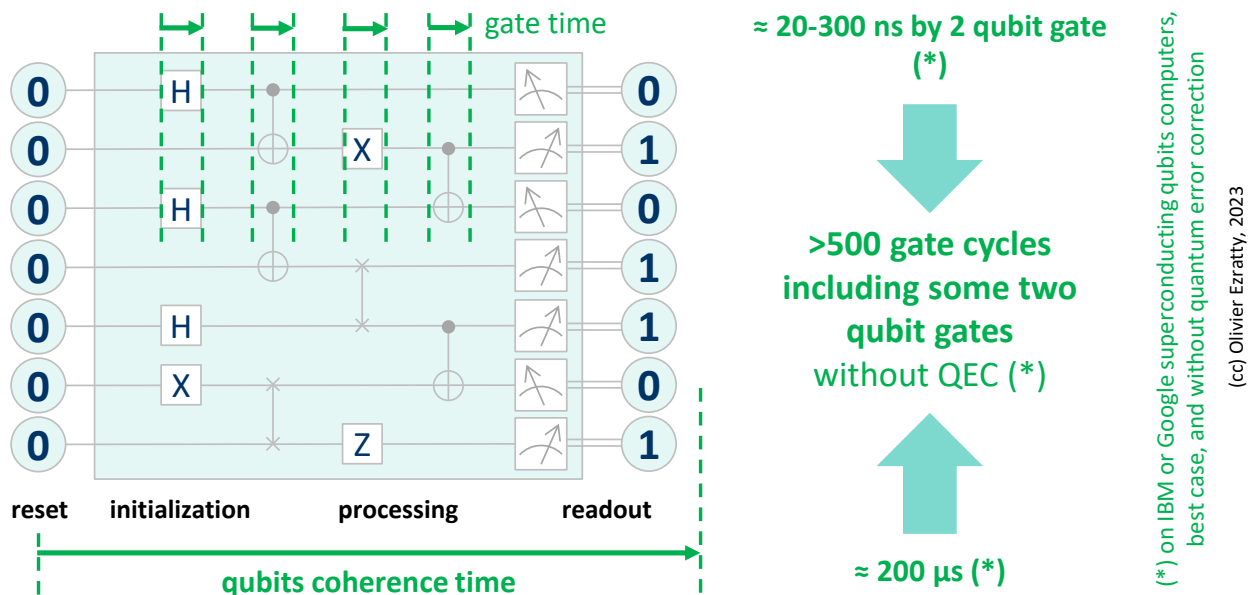 gate time
0 H 0
0 X 1
0 H 0
0 1
0 H 1
0 X 0
0 Z 1
reset initialization processing readout
qubits coherence time
≈ 20-300 ns by 2 qubit gate
(*)
>500 gate cycles
including some two
qubit gates
without QEC (*)
≈ 200 µs (*)
(*) on IBM or Google superconducting qubits computers,
best case, and without quantum error correction
(cc) Olivier Ezratty, 2023